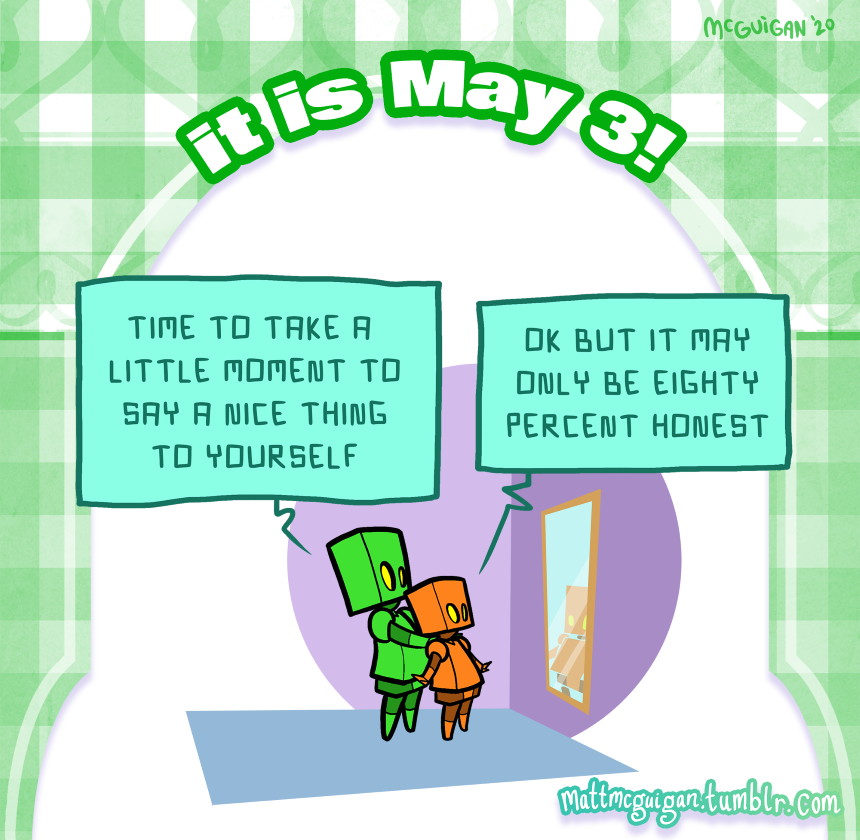 McGUiGAN '20
it is May 3!
TIME TO TAKE A
LITTLE MOMENT TO
SAY A NICE THING
TO YOURSELF
OK BUT IT MAY
ONLY BE EIGHTY
PERCENT HONEST
mattmcguigan.tumblr.com